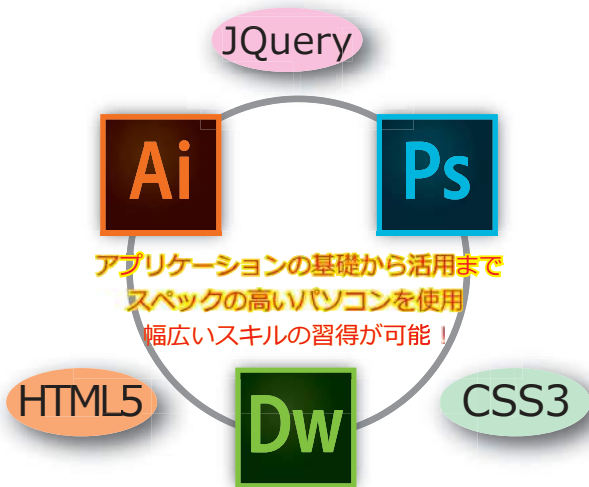 JQuery
Ai
Ps
アプリケーションの基礎から活用まで
スペックの高いパソコンを使用
幅広いスキルの習得が可能！
HTML5
CSS3
Dw